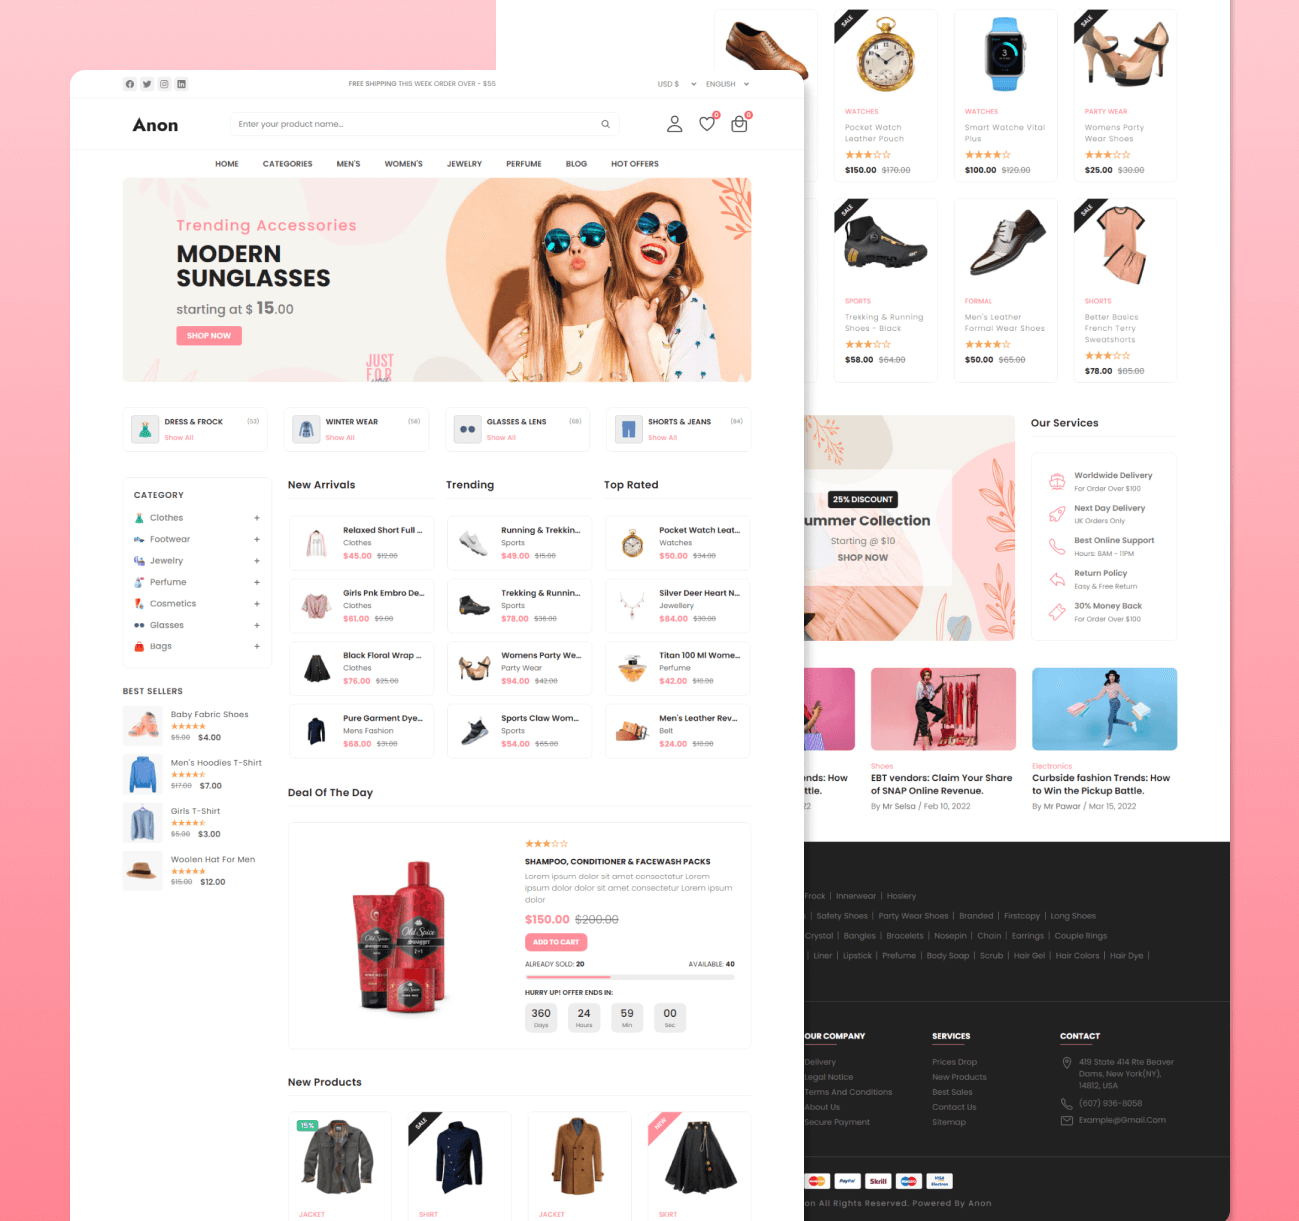 FREE SHIPPING THIS WEEK ORDER OVER - $55
USD $
ENGLISH
Anon
Enter your product name...
0
0
HOME CATEGORIES MEN'S WOMEN'S JEWELRY PERFUME BLOG HOT OFFERS
Trending Accessories
MODERN
SUNGLASSES
starting at $ 15.00
SHOP NOW
JUST
FOR
DRESS & FROCK (53)
Show All
WINTER WEAR (58)
Show All
GLASSES & LENS (68)
Show All
SHORTS & JEANS (84)
Show All
CATEGORY
Clothes +
Footwear +
Jewelry +
Perfume +
Cosmetics +
Glasses +
Bags +
BEST SELLERS
Baby Fabric Shoes
$5.00 $4.00
Men's Hoodies T-Shirt
$17.00 $7.00
Girls T-Shirt
$5.00 $3.00
Woolen Hat For Men
$15.00 $12.00
New Arrivals
Relaxed Short Full ...
Clothes
$45.00 $12.00
Girls Pnk Embro De...
Clothes
$61.00 $9.00
Black Floral Wrap ...
Clothes
$76.00 $25.00
Pure Garment Dye...
Mens Fashion
$68.00 $31.00
Trending
Running & Trekkin...
Sports
$49.00 $15.00
Trekking & Runnin...
Sports
$78.00 $36.00
Womens Party We...
Party Wear
$94.00 $42.00
Sports Claw Wom...
Sports
$54.00 $65.00
Top Rated
Pocket Watch Leat...
Watches
$50.00 $34.00
Silver Deer Heart N...
Jewellery
$84.00 $30.00
Titan 100 Ml Wome...
Perfume
$42.00 $10.00
Men's Leather Rev...
Belt
$24.00 $10.00
Deal Of The Day
Old Spice
SWAGGER
2-1
Old Spice
SWAGGER
Old Spice
SHAMPOO, CONDITIONER & FACEWASH PACKS
Lorem ipsum dolor sit amet consectetur Lorem
ipsum dolor dolor sit amet consectetur Lorem ipsum
dolor
$150.00 $200.00
ADD TO CART
ALREADY SOLD: 20 AVAILABLE: 40
HURRY UP! OFFER ENDS IN:
360 24 59 00
Days Hours Min Sec
New Products
15%
JACKET
SALE
SHIRT
JACKET
NEW
SKIRT
SALE
WATCHES
Pocket Watch
Leather Pouch
$150.00 $170.00
WATCHES
Smart Watche Vital
Plus
$100.00 $120.00
SALE
PARTY WEAR
Womens Party
Wear Shoes
$25.00 $30.00
SALE
SPORTS
Trekking & Running
Shoes - Black
$58.00 $64.00
FORMAL
Men's Leather
Formal Wear Shoes
$50.00 $65.00
SALE
SHORTS
Better Basics
French Terry
Sweatshorts
$78.00 $85.00
25% DISCOUNT
ummer Collection
Starting @ $10
SHOP NOW
Our Services
Worldwide Delivery
For Order Over $100
Next Day Delivery
UK Orders Only
Best Online Support
Hours: 8AM - 11PM
Return Policy
Easy & Free Return
30% Money Back
For Order Over $100
nds: How
ttle.
22
Shoes
EBT vendors: Claim Your Share
of SNAP Online Revenue.
By Mr Selsa / Feb 10, 2022
Electronics
Curbside fashion Trends: How
to Win the Pickup Battle.
By Mr Pawar / Mar 15, 2022
Frock | Innerwear | Hosiery
| Safety Shoes | Party Wear Shoes | Branded | Firstcopy | Long Shoes
Crystal | Bangles | Bracelets | Nosepin | Chain | Earrings | Couple Rings
| Liner | Lipstick | Prefume | Body Soap | Scrub | Hair Gel | Hair Colors | Hair Dye |
OUR COMPANY
Delivery
Legal Notice
Terms And Conditions
About Us
Secure Payment
SERVICES
Prices Drop
New Products
Best Sales
Contact Us
Sitemap
CONTACT
419 State 414 Rte Beaver
Dams, New York(NY),
14812, USA
(607) 936-8058
Example@Gmail.Com
PayPal Skrill VISA
Electron
on All Rights Reserved. Powered By Anon